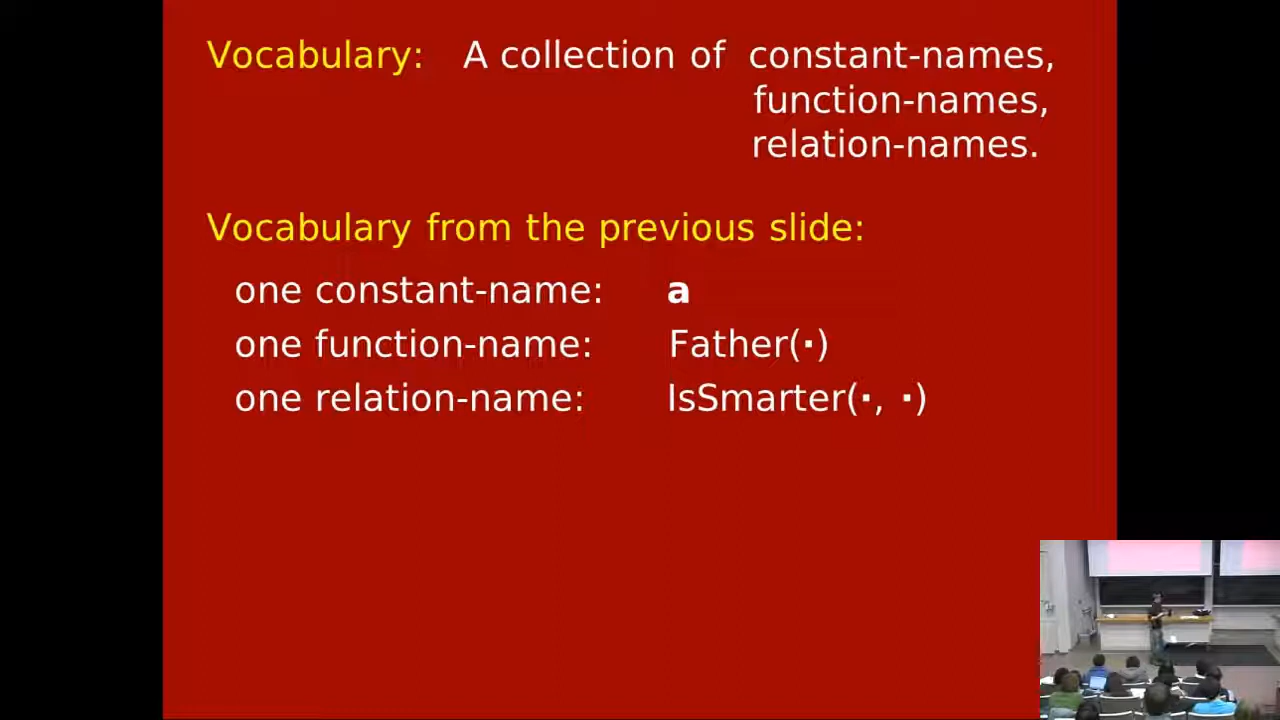 Vocabulary: A collection of constant-names,
function-names,
relation-names.
Vocabulary from the previous slide:
one constant-name: a
one function-name: Father(·)
one relation-name: IsSmarter(·, ·)